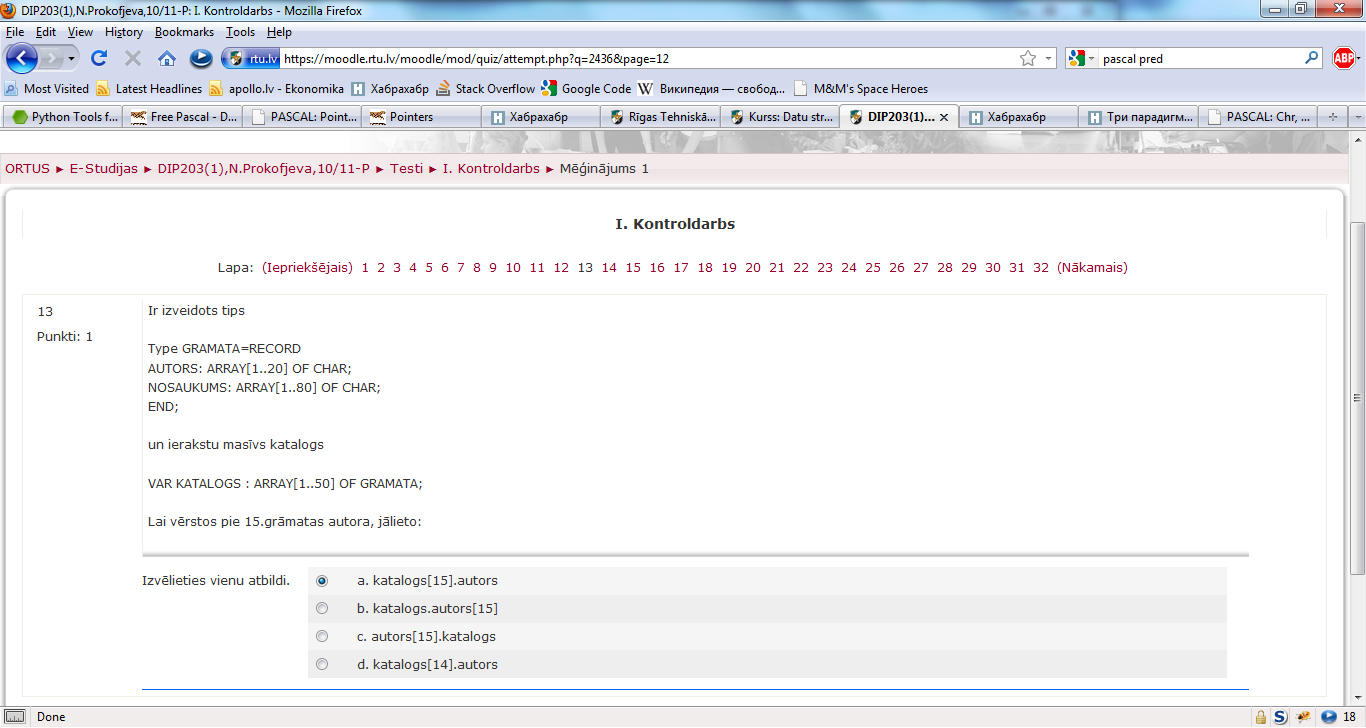 DIP203(1),N.Prokofjeva,10/11-P: I. Kontroldarbs - Mozilla Firefox
File Edit View History Bookmarks Tools Help
rtu.lv https://moodle.rtu.lv/moodle/mod/quiz/attempt.php?q=2436&page=12 pascal pred ABP
Most Visited Latest Headlines apollo.lv - Ekonomika Хабрахабр Stack Overflow Google Code W Википедия — свобод... M&M's Space Heroes
Python Tools f... Free Pascal - D... PASCAL: Point... Pointers Хабрахабр Rīgas Tehniskā... Kurss: Datu str... DIP203(1)... Хабрахабр Три парадигм... PASCAL: Chr, ...
ORTUS ► E-Studijas ► DIP203(1),N.Prokofjeva,10/11-P ► Testi ► I. Kontroldarbs ► Mēģinājums 1
I. Kontroldarbs
Lapa: (Iepriekšējais) 1 2 3 4 5 6 7 8 9 10 11 12 13 14 15 16 17 18 19 20 21 22 23 24 25 26 27 28 29 30 31 32 (Nākamais)
13
Punkti: 1
Ir izveidots tips
Type GRAMATA=RECORD
AUTORS: ARRAY[1..20] OF CHAR;
NOSAUKUMS: ARRAY[1..80] OF CHAR;
END;
un ierakstu masīvs katalogs
VAR KATALOGS : ARRAY[1..50] OF GRAMATA;
Lai vērstos pie 15.grāmatas autora, jālieto:
Izvēlieties vienu atbildi.
a. katalogs[15].autors
b. katalogs.autors[15]
c. autors[15].katalogs
d. katalogs[14].autors
Done 18